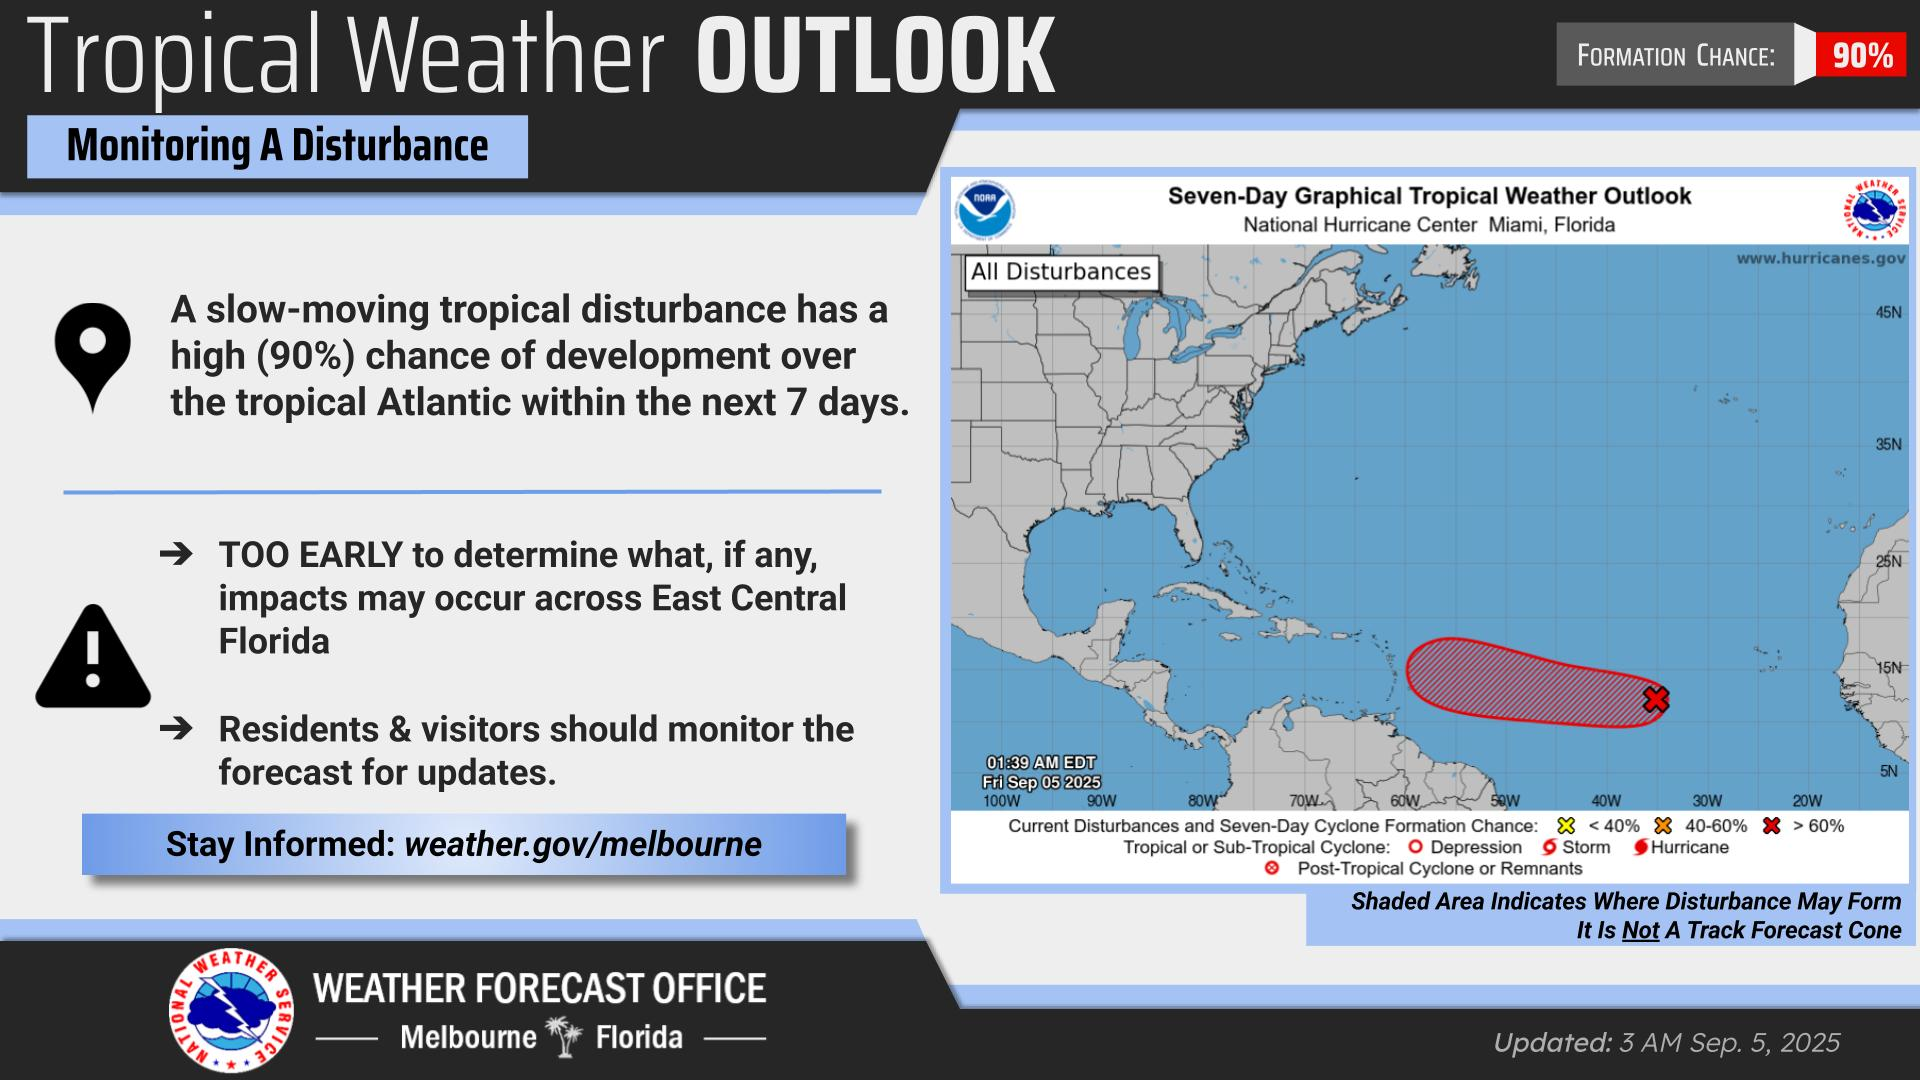 Tropical Weather OUTLOOK
FORMATION CHANCE:
90%
Monitoring A Disturbance
A slow-moving tropical disturbance has a
high (90%) chance of development over
the tropical Atlantic within the next 7 days.
➔ TOO EARLY to determine what, if any,
impacts may occur across East Central
Florida
➔ Residents & visitors should monitor the
forecast for updates.
Stay Informed: weather.gov/melbourne
NOAA
Seven-Day Graphical Tropical Weather Outlook
National Hurricane Center Miami, Florida
NATIONAL WEATHER SERVICE
All Disturbances
www.hurricanes.gov
45N
35N
25N
15N
5N
01:39 AM EDT
Fri Sep 05 2025
100W 90W 80W 70W 60W 50W 40W 30W 20W
Current Disturbances and Seven-Day Cyclone Formation Chance: < 40% 40-60% > 60%
Tropical or Sub-Tropical Cyclone: Depression Storm Hurricane
Post-Tropical Cyclone or Remnants
Shaded Area Indicates Where Disturbance May Form
It Is Not A Track Forecast Cone
NATIONAL WEATHER SERVICE
WEATHER FORECAST OFFICE
Melbourne Florida
Updated: 3 AM Sep. 5, 2025